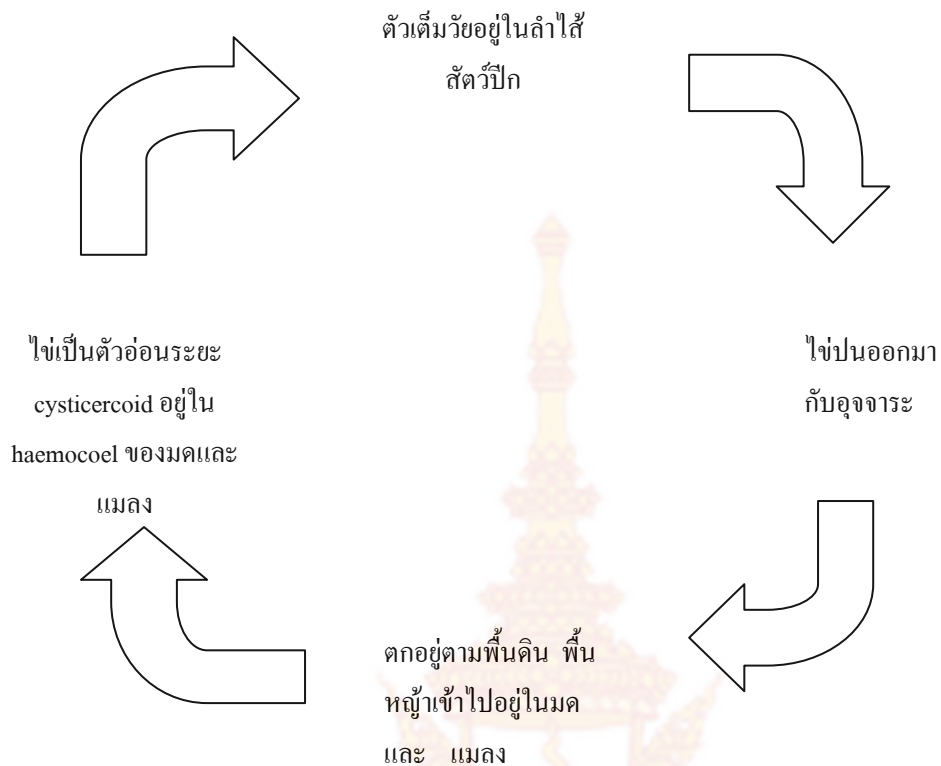 ตัวเต็มวัยอยู่ในลำไส้
สัตว์ปีก
ไข่ปนออกมา
กับอุจจาระ
ตกอยู่ตามพื้นดิน พื้น
หญ้าเข้าไปอยู่ในมด
และ แมลง
ไข่เป็นตัวอ่อนระยะ
cysticercoid อยู่ใน
haemocoel ของมดและ
แมลง